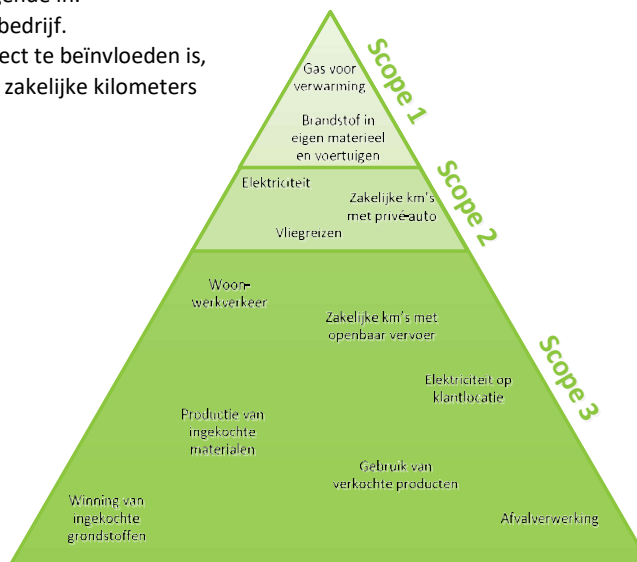 bedrijf.
ect te beïnvloeden is,
zakelijke kilometers
Gas voor
verwarming
Brandstof in
eigen materieel
en voertuigen
Scope 1
Elektriciteit
Zakelijke km's
met privé-auto
Vliegreizen
Scope 2
Woon-
werkverkeer
Zakelijke km's met
openbaar vervoer
Elektriciteit op
klantlocatie
Scope 3
Productie van
ingekochte
materialen
Gebruik van
verkochte producten
Winning van
ingekochte
grondstoffen
Afvalverwerking